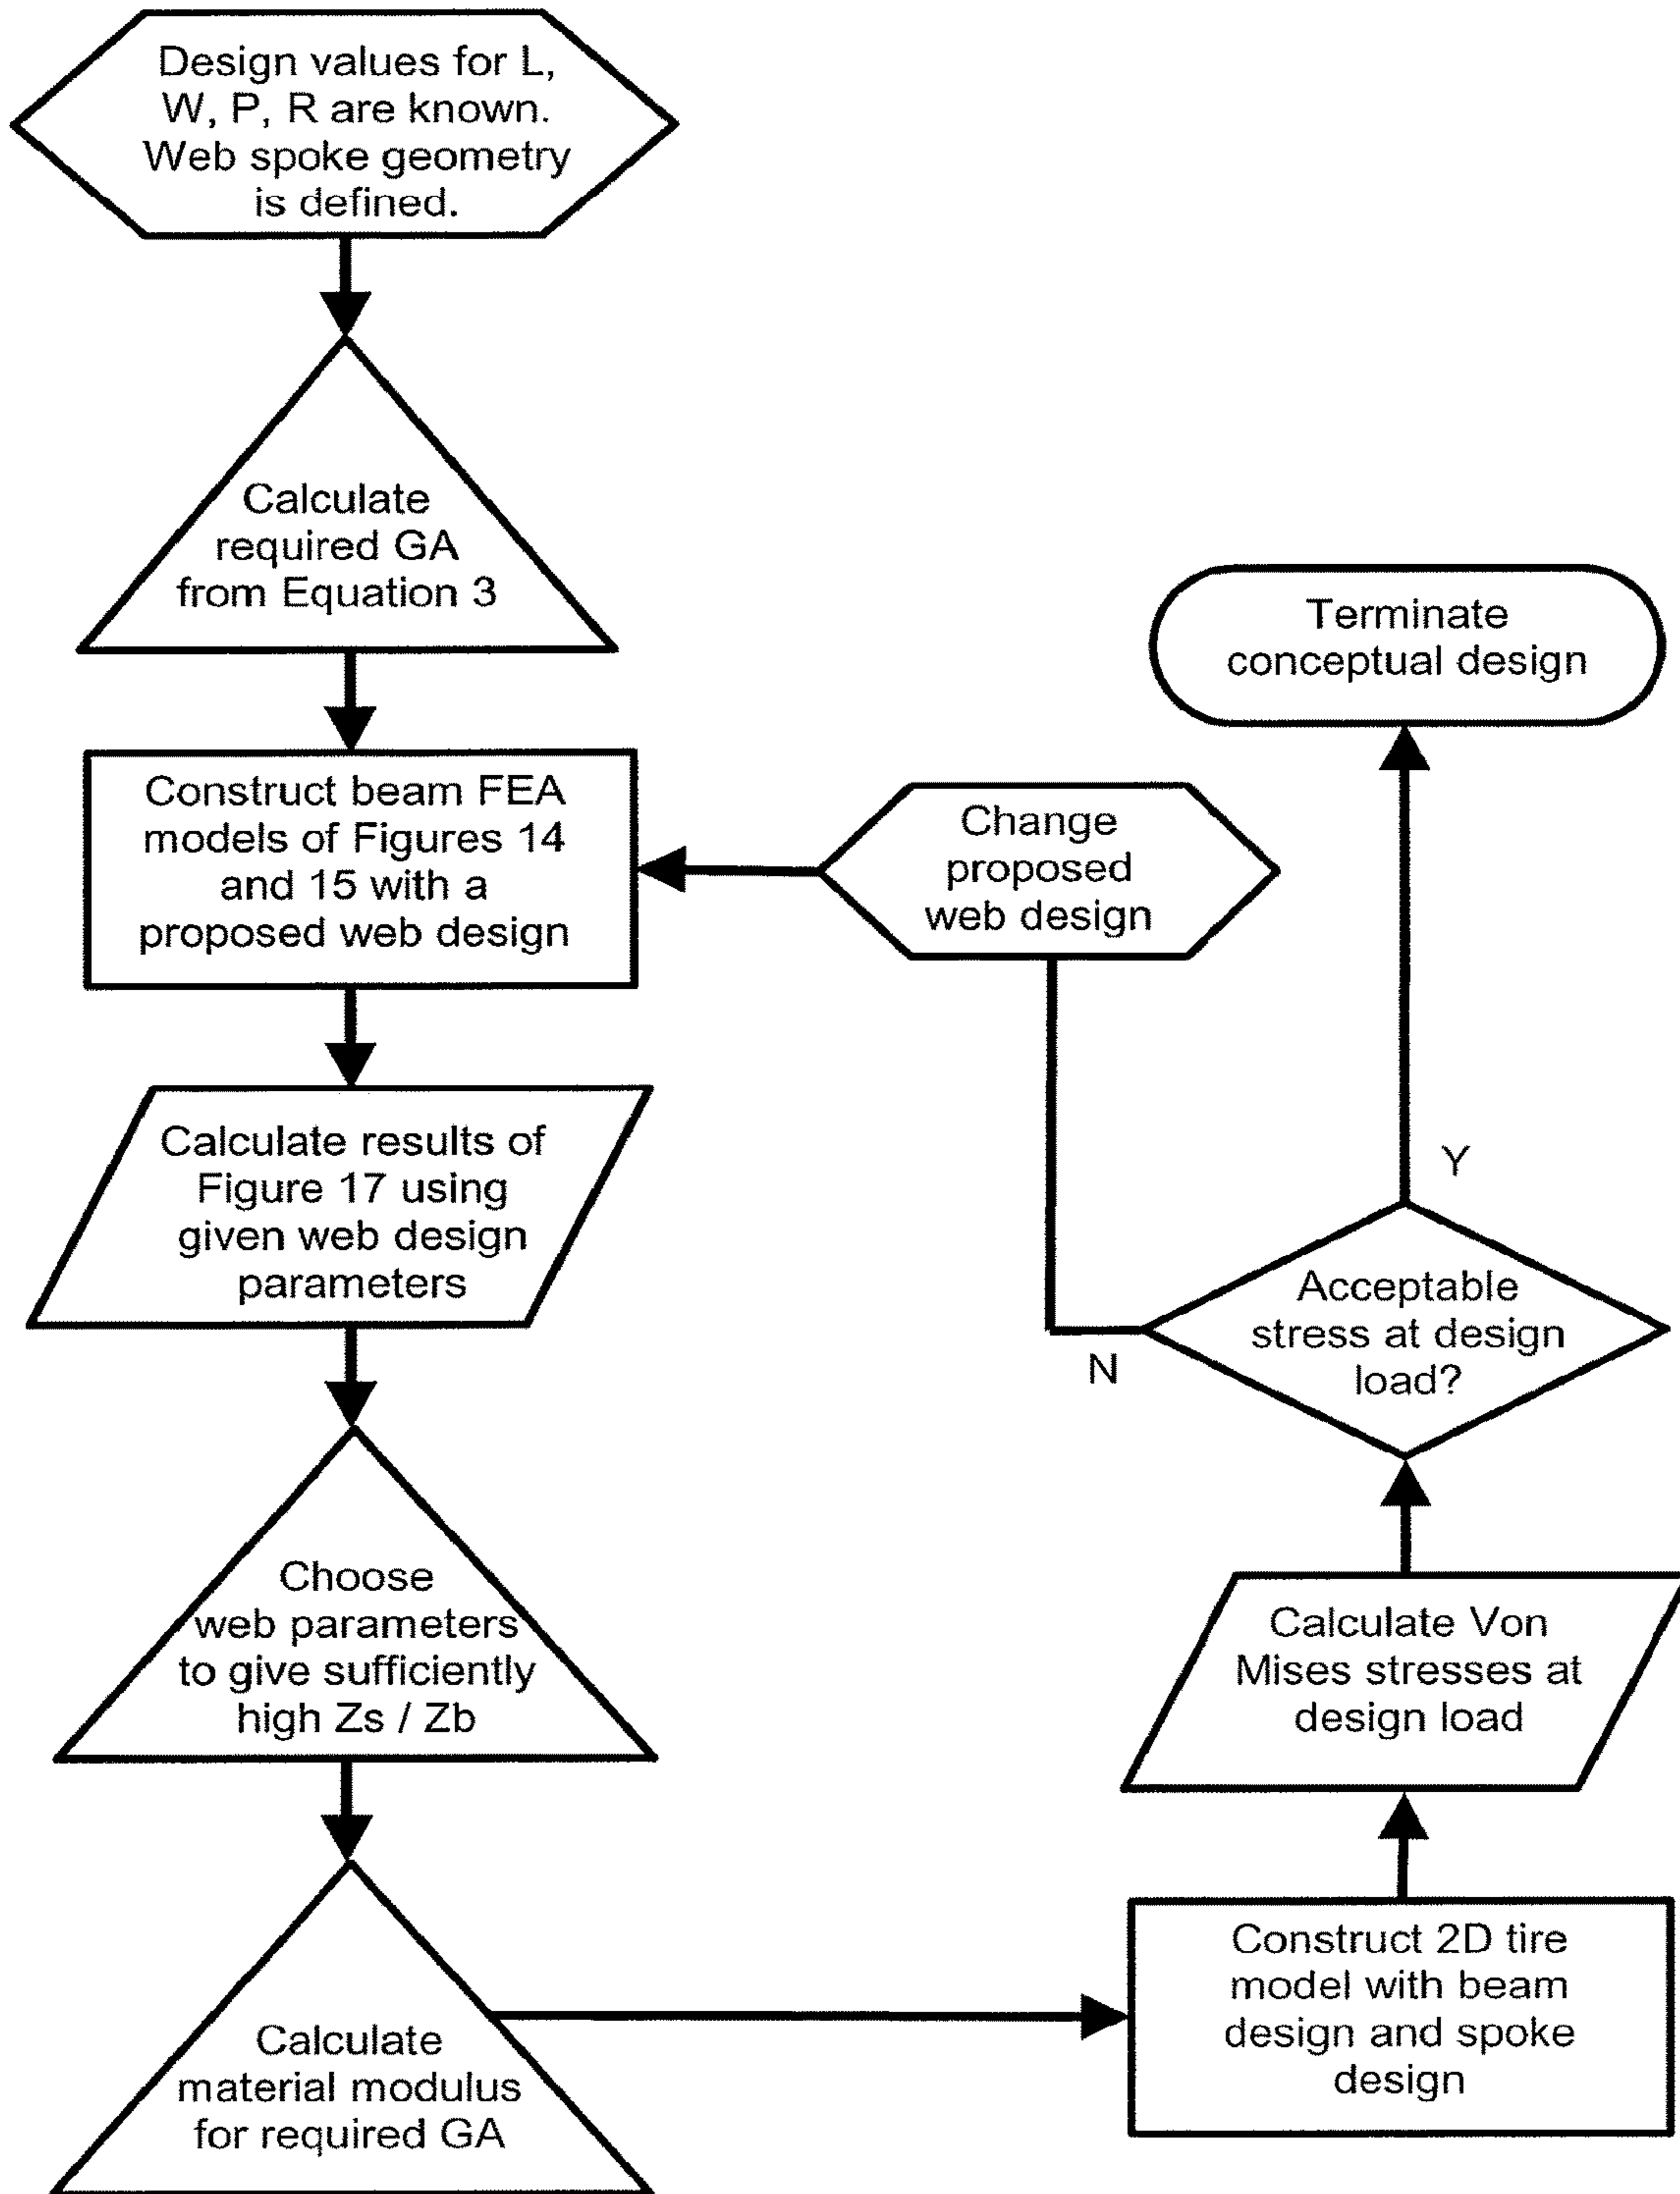 Design values for L,
W, P, R are known.
Web spoke geometry
is defined.
Calculate
required GA
from Equation 3
Construct beam FEA
models of Figures 14
and 15 with a
proposed web design
Calculate results of
Figure 17 using
given web design
parameters
Choose
web parameters
to give sufficiently
high Zs / Zb
Calculate
material modulus
for required GA
Construct 2D tire
model with beam
design and spoke
design
Calculate Von
Mises stresses at
design load
Acceptable
stress at design
load?
N
Y
Change
proposed
web design
Terminate
conceptual design